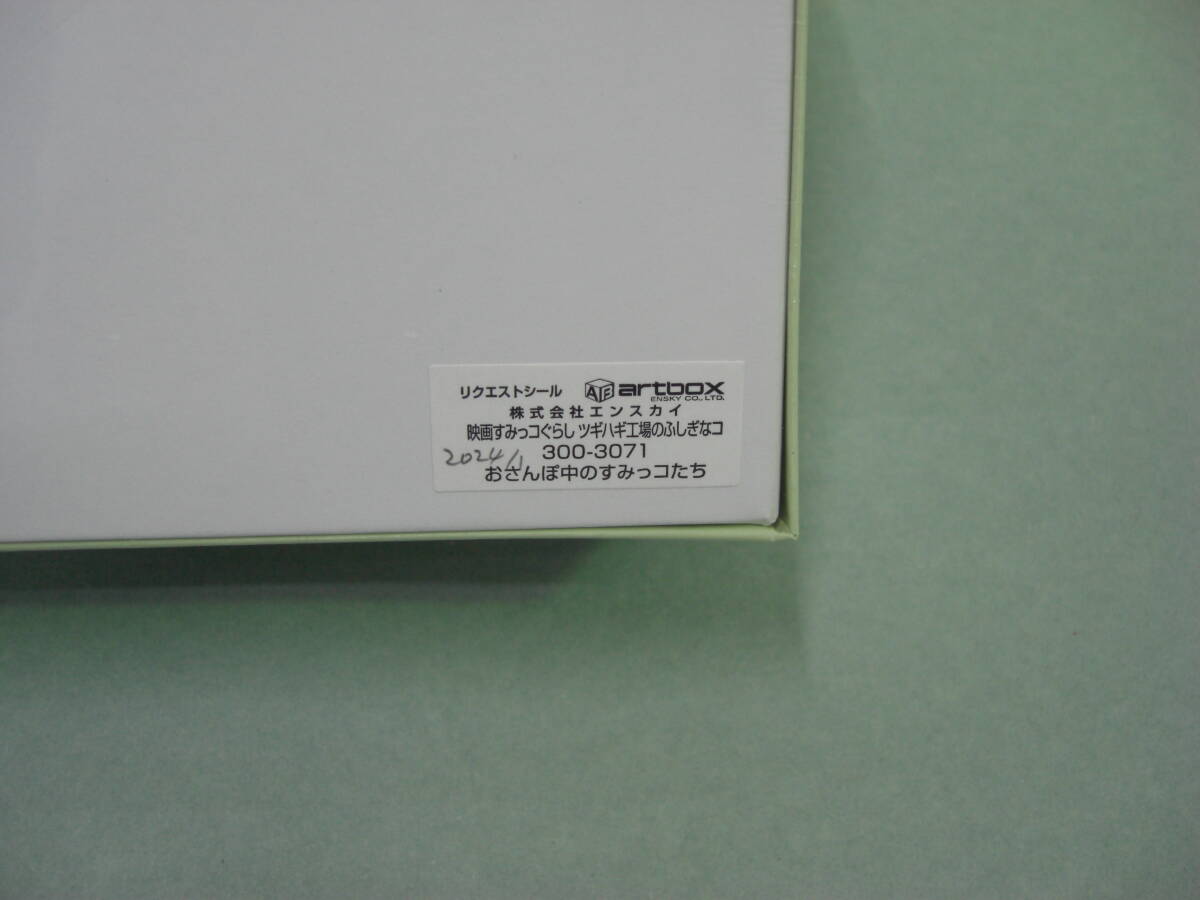 リクエストシール artbox
ENSKY CO., LTD.
株式会社エンスカイ
映画すみっコぐらし ツギハギ工場のふしぎなコ
300-3071
2024/1
おさんぽ中のすみっコたち